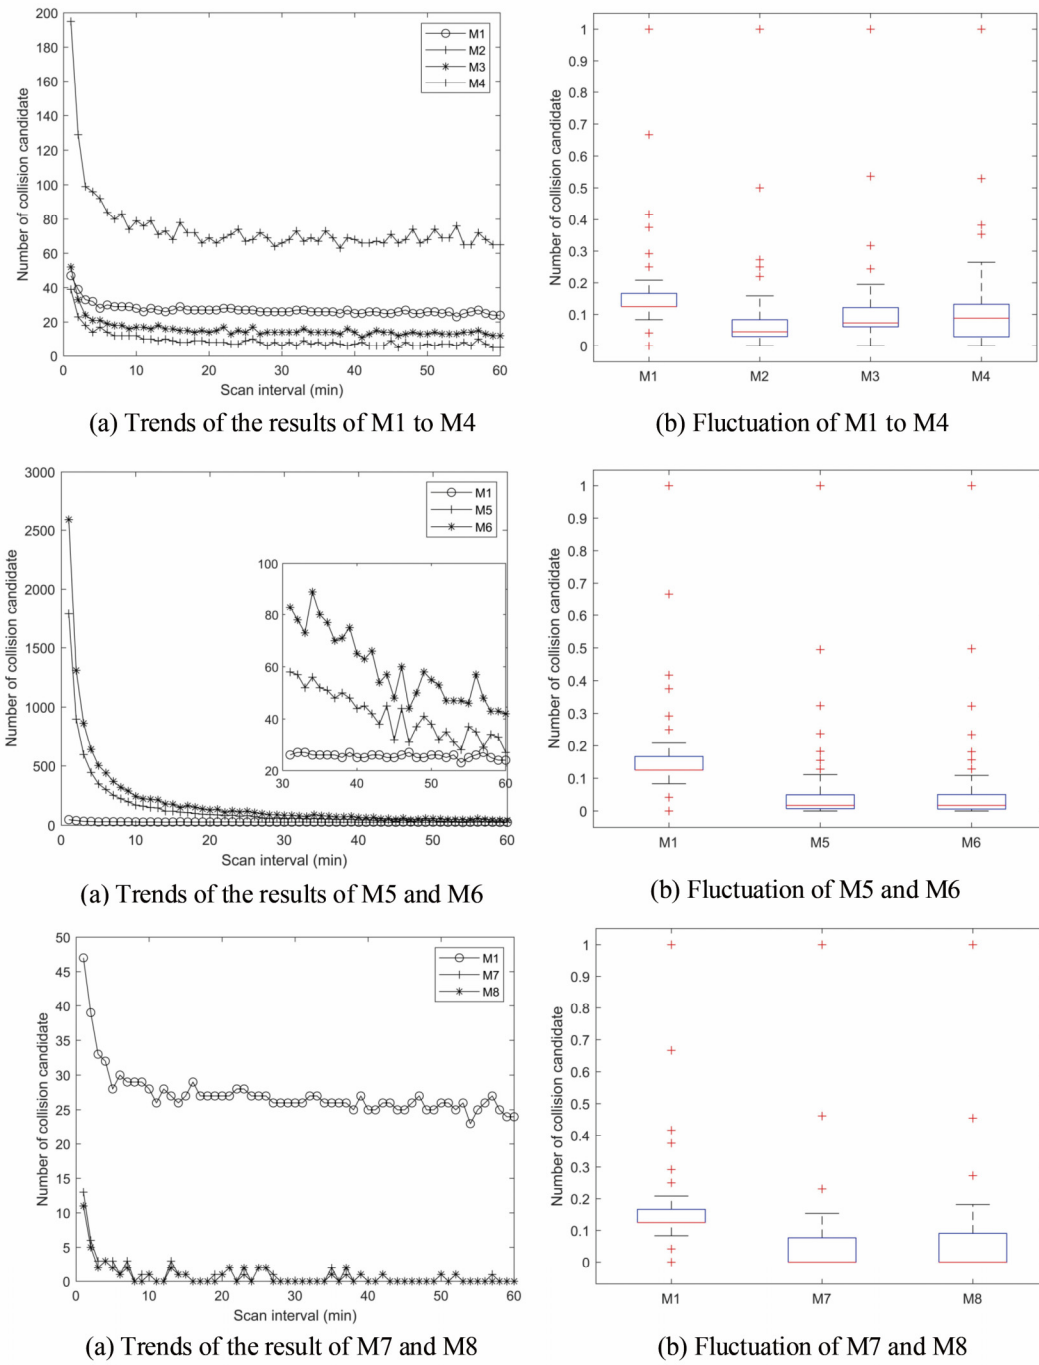 200
180
160
140
120
100
80
60
40
20
0
0 10 20 30 40 50 60
Number of collision candidate
Scan interval (min)
M1
M2
M3
M4
(a) Trends of the results of M1 to M4
1
0.9
0.8
0.7
0.6
0.5
0.4
0.3
0.2
0.1
0
Number of collision candidate
M1 M2 M3 M4
(b) Fluctuation of M1 to M4
3000
2500
2000
1500
1000
500
0
0 10 20 30 40 50 60
Number of collision candidate
Scan interval (min)
M1
M5
M6
100
80
60
40
20
30 40 50 60
(a) Trends of the results of M5 and M6
1
0.9
0.8
0.7
0.6
0.5
0.4
0.3
0.2
0.1
0
Number of collision candidate
M1 M5 M6
(b) Fluctuation of M5 and M6
50
45
40
35
30
25
20
15
10
5
0
0 10 20 30 40 50 60
Number of collision candidate
Scan interval (min)
M1
M7
M8
(a) Trends of the result of M7 and M8
1
0.9
0.8
0.7
0.6
0.5
0.4
0.3
0.2
0.1
0
Number of collision candidate
M1 M7 M8
(b) Fluctuation of M7 and M8